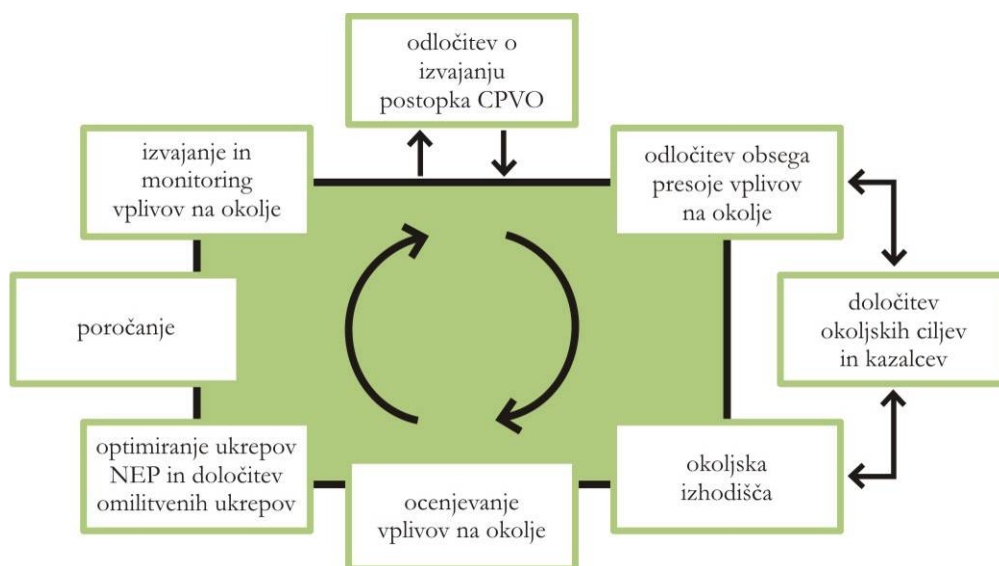 odločitev o
izvajanju
postopka CPVO
izvajanje in
monitoring
vplivov na okolje
odločitev obsega
presoje vplivov
na okolje
poročanje
določitev
okoljskih ciljev
in kazalcev
optimiranje ukrepov
NEP in določitev
omilitvenih ukrepov
ocenjevanje
vplivov na okolje
okoljska
izhodišča